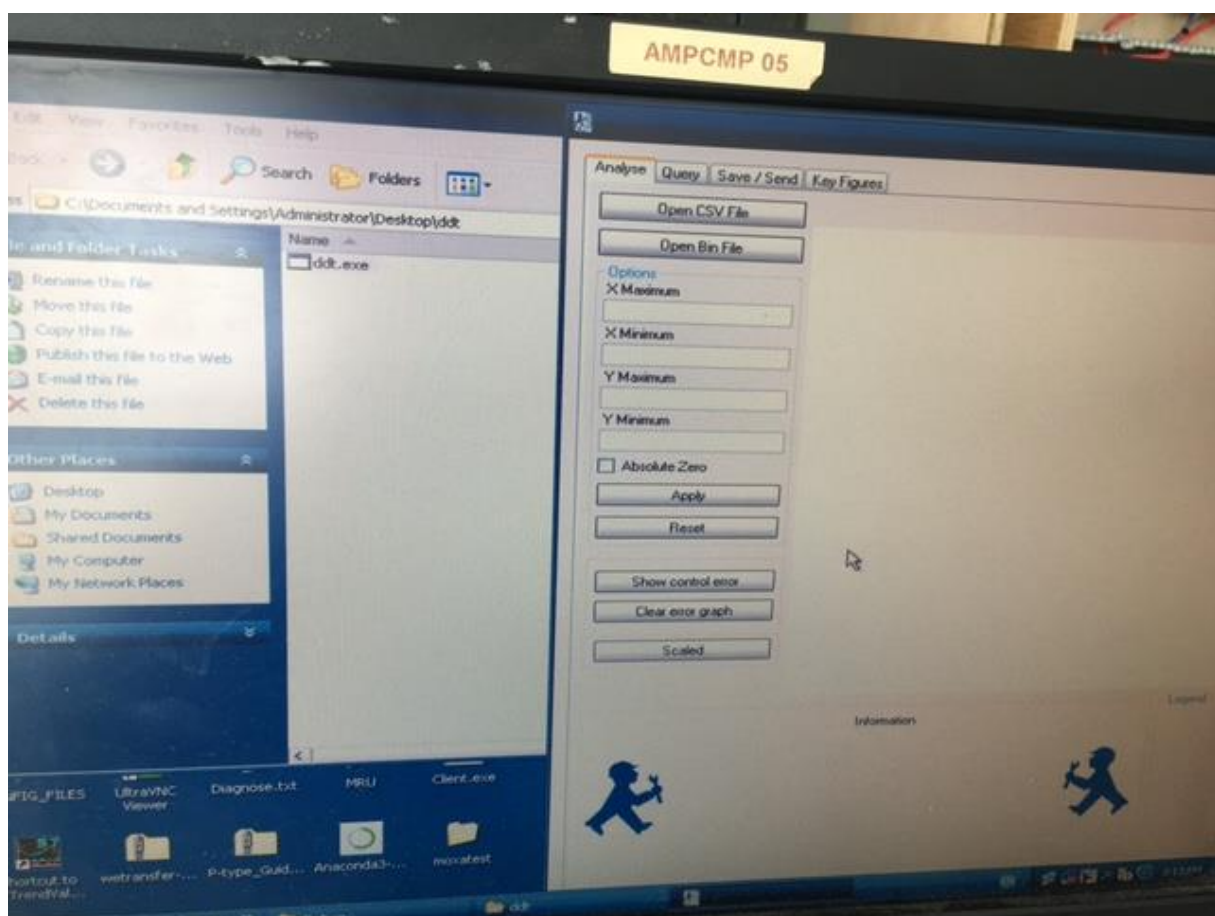 AMPCMP 05
Edit View Favorites Tools Help
Search Folders
C:\Documents and Settings\Administrator\Desktop\ddt
File and Folder Tasks
Rename this file
Move this file
Copy this file
Publish this file to the Web
E-mail this file
Delete this file
Other Places
Desktop
My Documents
Shared Documents
My Computer
My Network Places
Details
Name
ddt.exe
Analyse Query Save / Send Key Figures
Open CSV File
Open Bin File
Options
X Maximum
X Minimum
Y Maximum
Y Minimum
Absolute Zero
Apply
Reset
Show control error
Clear error graph
Scaled
Legend
Information
FIG_FILES
UltraVNC
Viewer
Diagnose.txt
MRU
Client.exe
Shortcut to
TrendVal...
wetransfer-...
P-type_Guid...
Anaconda3-...
moxatest
ddt